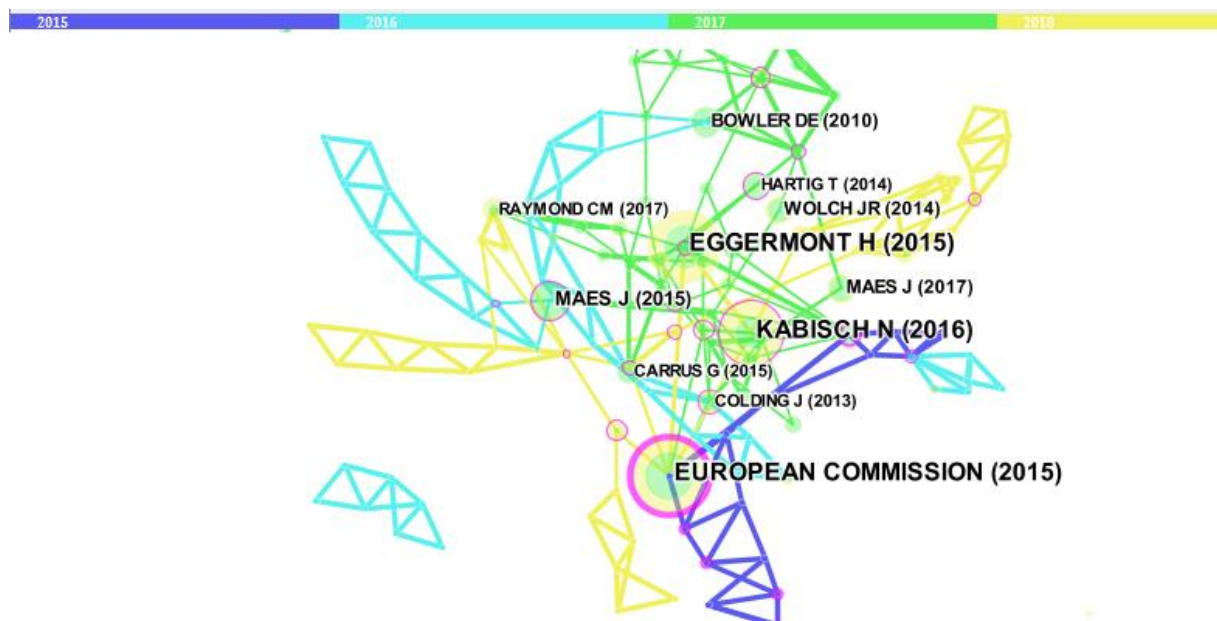 2015 2016 2017 2018
BOWLER DE (2010)
HARTIG T (2014)
RAYMOND CM (2017)
WOLCH JR (2014)
EGGERMONT H (2015)
MAES J (2017)
MAES J (2015)
KABISCH N (2016)
CARRUS G (2015)
COLDING J (2013)
EUROPEAN COMMISSION (2015)